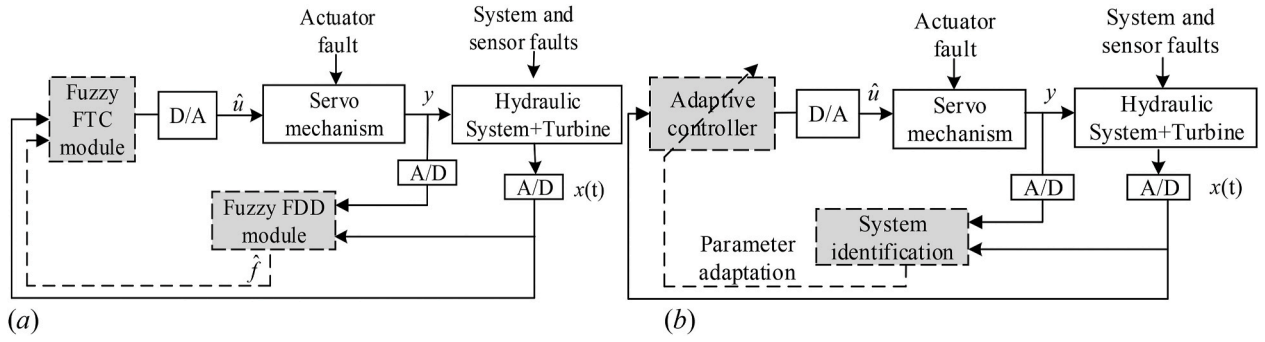 Actuator
fault
System and
sensor faults
Fuzzy
FTC
module
D/A
û
Servo
mechanism
y
Hydraulic
System+Turbine
A/D
A/D
x(t)
Fuzzy FDD
module
f̂
(a)
Actuator
fault
System and
sensor faults
Adaptive
controller
D/A
û
Servo
mechanism
y
Hydraulic
System+Turbine
A/D
A/D
x(t)
System
identification
Parameter
adaptation
(b)